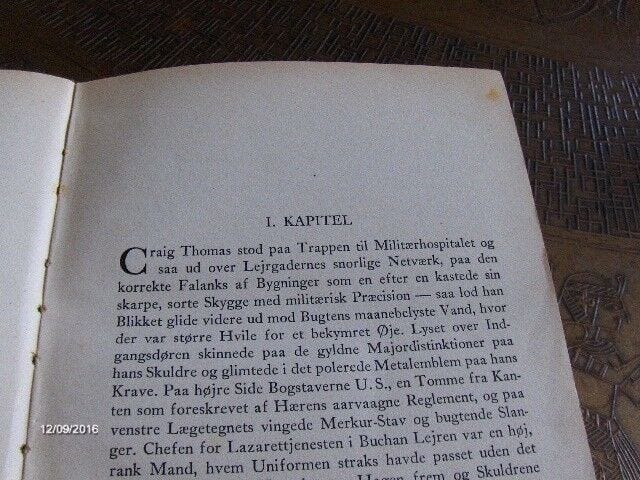 I. KAPITEL
Craig Thomas stod paa Trappen til Militærhospitalet og
saa ud over Lejrgadernes snorlige Netværk, paa den
korrekte Falanks af Bygninger som en efter en kastede sin
skarpe, sorte Skygge med militærisk Præcision — saa lod han
Blikket glide videre ud mod Bugtens maanebelyste Vand, hvor
der var større Hvile for et bekymret Øje. Lyset over Ind-
gangsdøren skinnede paa de gyldne Majordistinktioner paa
hans Skuldre og glimtede i det polerede Metalemblem paa hans
Krave. Paa højre Side Bogstaverne U. S., en Tomme fra Kan-
ten som foreskrevet af Hærens aarvaagne Reglement, og paa
venstre Lægetegnets vingede Merkur-Stav og bugtende Slan-
ger. Chefen for Lazarettjenesten i Buchan Lejren var en høj,
rank Mand, hvem Uniformen straks havde passet uden det
Hagen frem og Skuldrene
12/09/2016